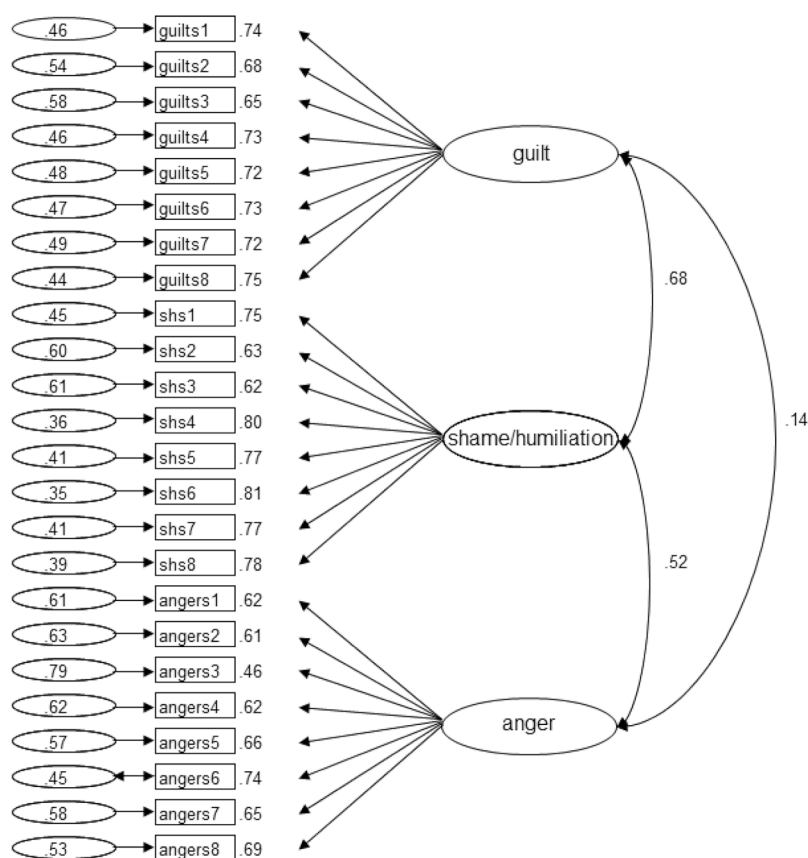 .46 guilts1 .74
.54 guilts2 .68
.58 guilts3 .65
.46 guilts4 .73
guilt
.48 guilts5 .72
.47 guilts6 .73
.49 guilts7 .72
.44 guilts8 .75
.68
.45 shs1 .75
.60 shs2 .63
.61 shs3 .62
.36 shs4 .80
.14
shame/humiliation
.41 shs5 .77
.35 shs6 .81
.41 shs7 .77
.39 shs8 .78
.52
.61 angers1 .62
.63 angers2 .61
.79 angers3 .46
.62 angers4 .62
anger
.57 angers5 .66
.45 angers6 .74
.58 angers7 .65
.53 angers8 .69